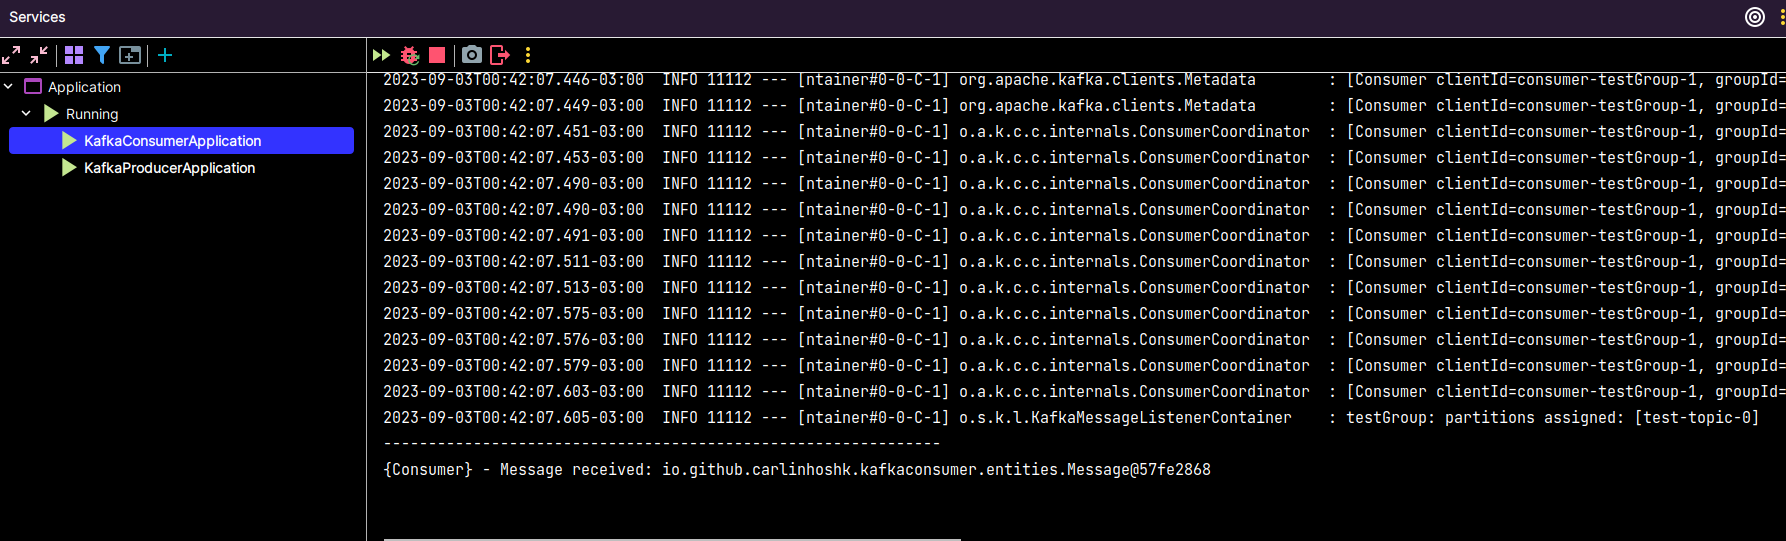 Services
Application
Running
KafkaConsumerApplication
KafkaProducerApplication
2023-09-03T00:42:07.446-03:00  INFO 11112 --- [ntainer#0-0-C-1] org.apache.kafka.clients.Metadata        : [Consumer clientId=consumer-testGroup-1, groupId=
2023-09-03T00:42:07.449-03:00  INFO 11112 --- [ntainer#0-0-C-1] org.apache.kafka.clients.Metadata        : [Consumer clientId=consumer-testGroup-1, groupId=
2023-09-03T00:42:07.451-03:00  INFO 11112 --- [ntainer#0-0-C-1] o.a.k.c.c.internals.ConsumerCoordinator  : [Consumer clientId=consumer-testGroup-1, groupId=
2023-09-03T00:42:07.453-03:00  INFO 11112 --- [ntainer#0-0-C-1] o.a.k.c.c.internals.ConsumerCoordinator  : [Consumer clientId=consumer-testGroup-1, groupId=
2023-09-03T00:42:07.490-03:00  INFO 11112 --- [ntainer#0-0-C-1] o.a.k.c.c.internals.ConsumerCoordinator  : [Consumer clientId=consumer-testGroup-1, groupId=
2023-09-03T00:42:07.490-03:00  INFO 11112 --- [ntainer#0-0-C-1] o.a.k.c.c.internals.ConsumerCoordinator  : [Consumer clientId=consumer-testGroup-1, groupId=
2023-09-03T00:42:07.491-03:00  INFO 11112 --- [ntainer#0-0-C-1] o.a.k.c.c.internals.ConsumerCoordinator  : [Consumer clientId=consumer-testGroup-1, groupId=
2023-09-03T00:42:07.511-03:00  INFO 11112 --- [ntainer#0-0-C-1] o.a.k.c.c.internals.ConsumerCoordinator  : [Consumer clientId=consumer-testGroup-1, groupId=
2023-09-03T00:42:07.513-03:00  INFO 11112 --- [ntainer#0-0-C-1] o.a.k.c.c.internals.ConsumerCoordinator  : [Consumer clientId=consumer-testGroup-1, groupId=
2023-09-03T00:42:07.575-03:00  INFO 11112 --- [ntainer#0-0-C-1] o.a.k.c.c.internals.ConsumerCoordinator  : [Consumer clientId=consumer-testGroup-1, groupId=
2023-09-03T00:42:07.576-03:00  INFO 11112 --- [ntainer#0-0-C-1] o.a.k.c.c.internals.ConsumerCoordinator  : [Consumer clientId=consumer-testGroup-1, groupId=
2023-09-03T00:42:07.579-03:00  INFO 11112 --- [ntainer#0-0-C-1] o.a.k.c.c.internals.ConsumerCoordinator  : [Consumer clientId=consumer-testGroup-1, groupId=
2023-09-03T00:42:07.603-03:00  INFO 11112 --- [ntainer#0-0-C-1] o.a.k.c.c.internals.ConsumerCoordinator  : [Consumer clientId=consumer-testGroup-1, groupId=
2023-09-03T00:42:07.605-03:00  INFO 11112 --- [ntainer#0-0-C-1] o.s.k.l.KafkaMessageListenerContainer    : testGroup: partitions assigned: [test-topic-0]
--------------------------------------------------------------
{Consumer} - Message received: io.github.carlinhoshk.kafkaconsumer.entities.Message@57fe2868